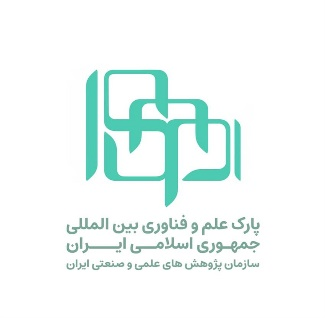 پارک علم و فناوری بین المللی
جمهوری اسلامی ایران
سازمان پژوهش های علمی و صنعتی ایران